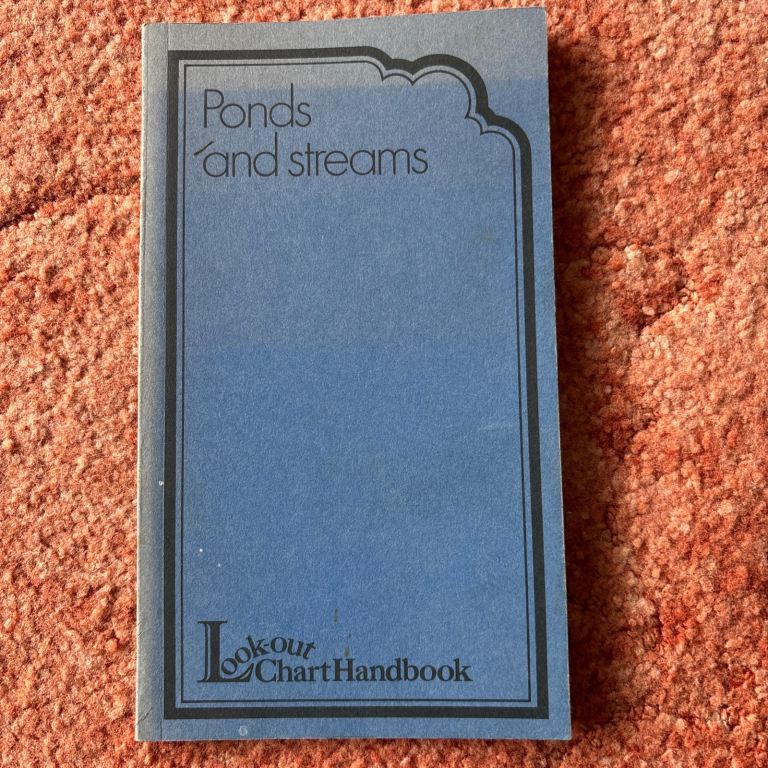 Ponds
and streams
Look-out
Chart Handbook